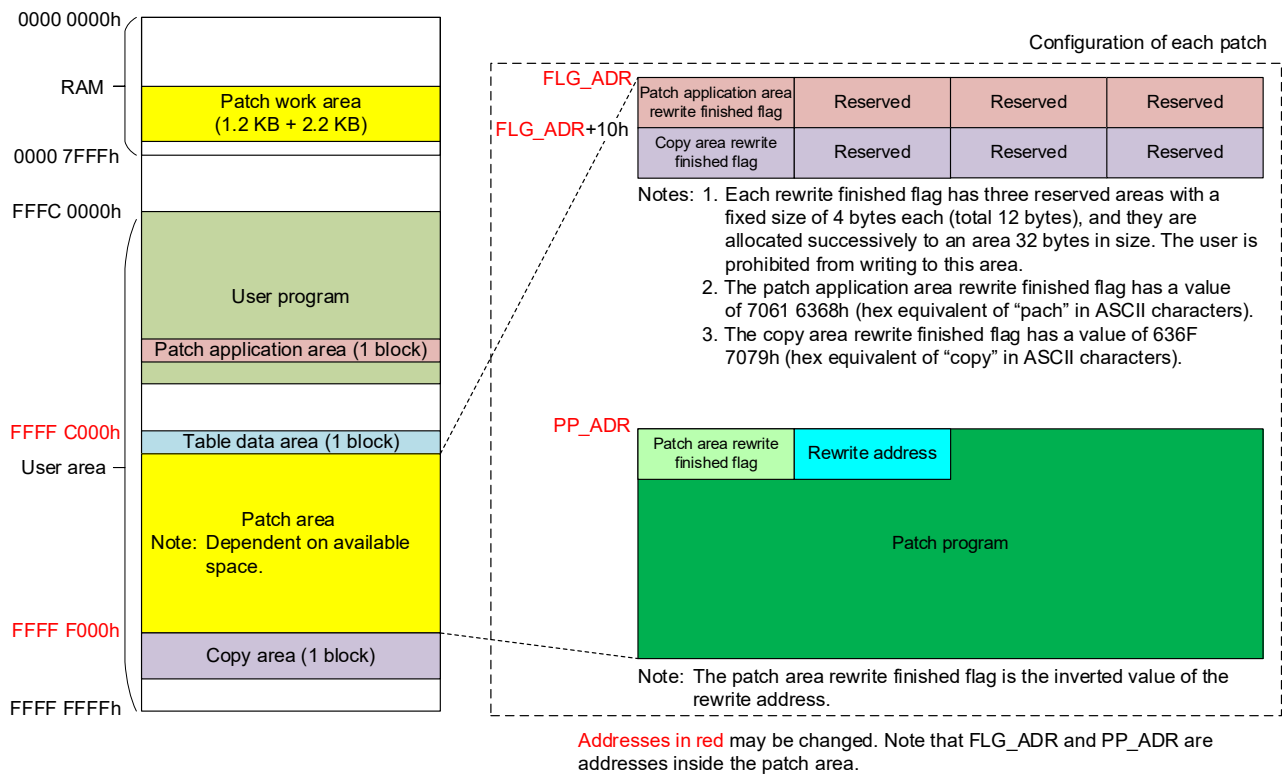 0000 0000h
RAM
Patch work area
(1.2 KB + 2.2 KB)
0000 7FFFh
FFFC 0000h
User program
Patch application area (1 block)
FFFF C000h
Table data area (1 block)
User area
Patch area
Note: Dependent on available
space.
FFFF F000h
Copy area (1 block)
FFFF FFFFh
Configuration of each patch
FLG_ADR
Patch application area
rewrite finished flag
Reserved
Reserved
Reserved
FLG_ADR+10h
Copy area rewrite
finished flag
Reserved
Reserved
Reserved
Notes: 1. Each rewrite finished flag has three reserved areas with a
fixed size of 4 bytes each (total 12 bytes), and they are
allocated successively to an area 32 bytes in size. The user is
prohibited from writing to this area.
2. The patch application area rewrite finished flag has a value
of 7061 6368h (hex equivalent of “pach” in ASCII characters).
3. The copy area rewrite finished flag has a value of 636F
7079h (hex equivalent of “copy” in ASCII characters).
PP_ADR
Patch area rewrite
finished flag
Rewrite address
Patch program
Note: The patch area rewrite finished flag is the inverted value of the
rewrite address.
Addresses in red may be changed. Note that FLG_ADR and PP_ADR are
addresses inside the patch area.